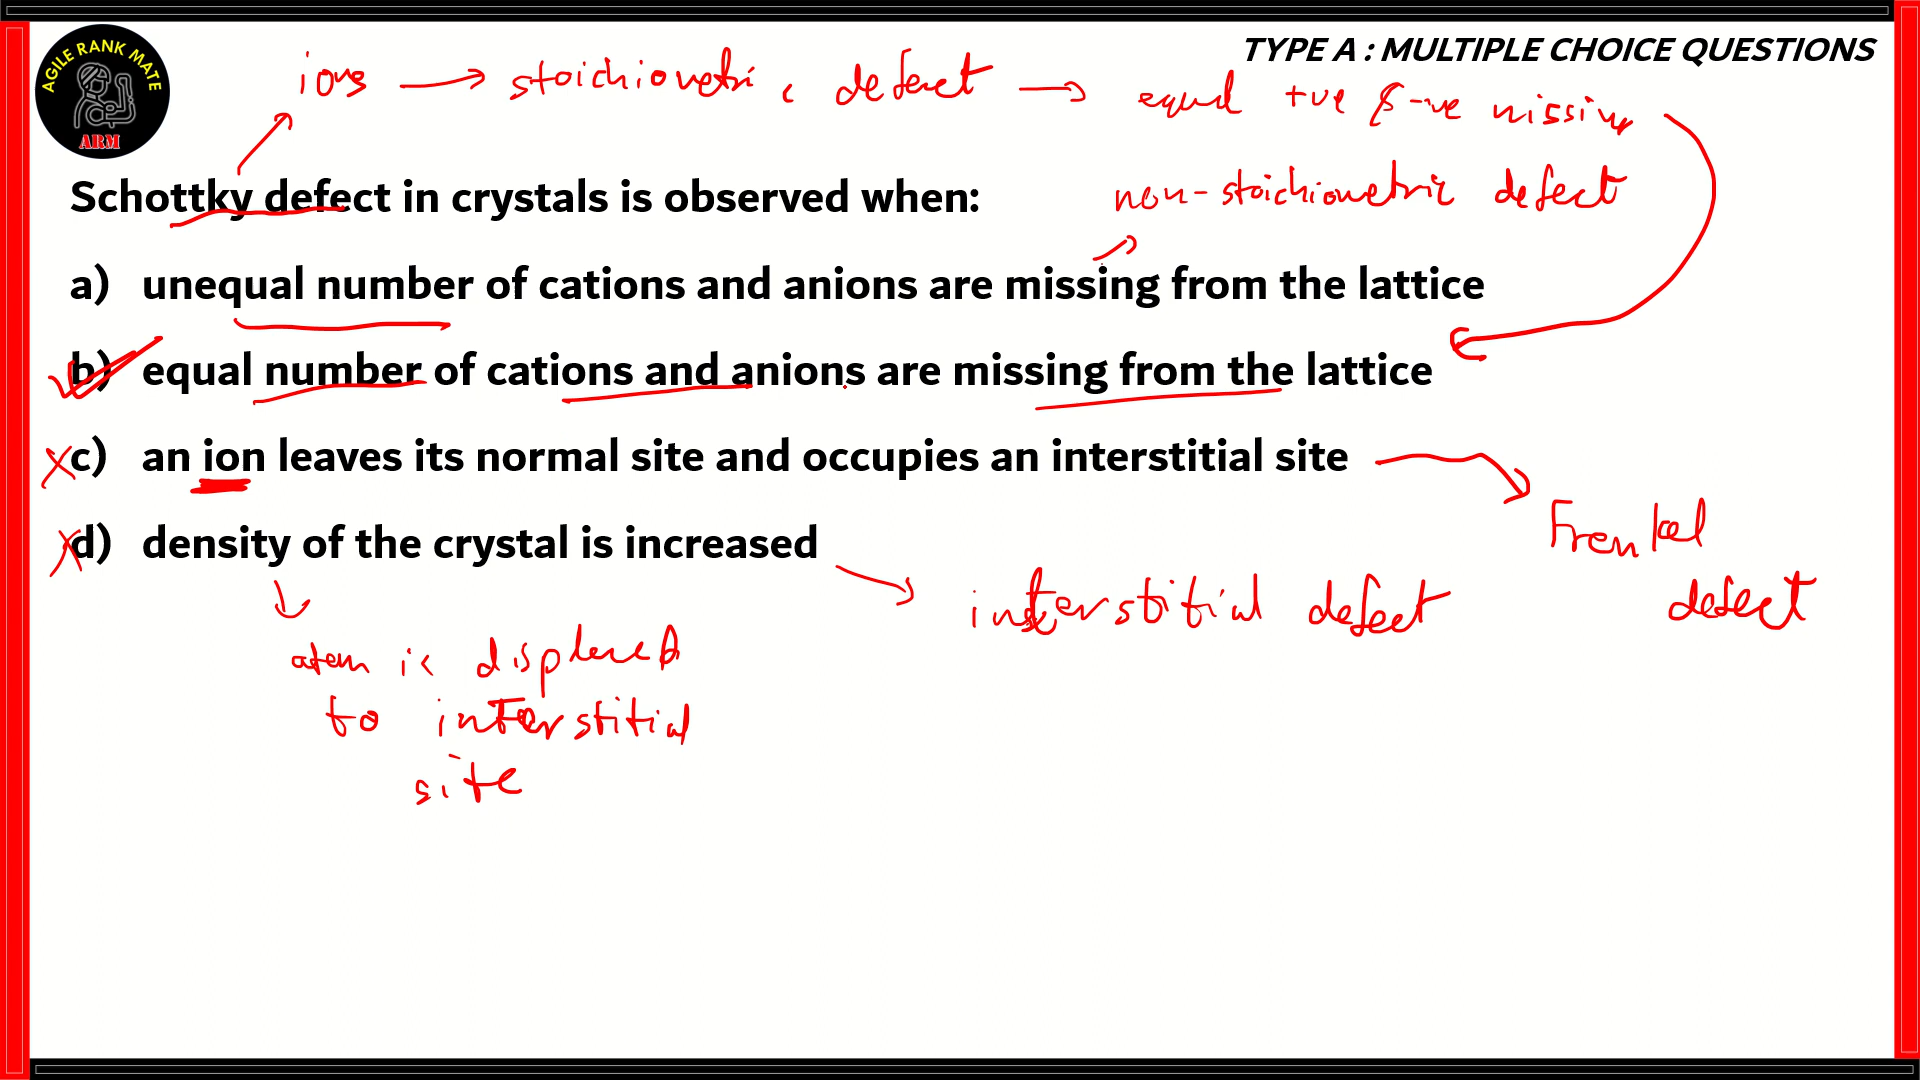 TYPE A : MULTIPLE CHOICE QUESTIONS
AGILE RANK MATE
ARM
ions → stoichiometric defect → equal +ve & -ve missing
Schottky defect in crystals is observed when:
non-stoichiometric defect
a) unequal number of cations and anions are missing from the lattice
b) equal number of cations and anions are missing from the lattice
c) an ion leaves its normal site and occupies an interstitial site
Frenkel
defect
d) density of the crystal is increased
interstitial defect
atom is displaced
to interstitial
site